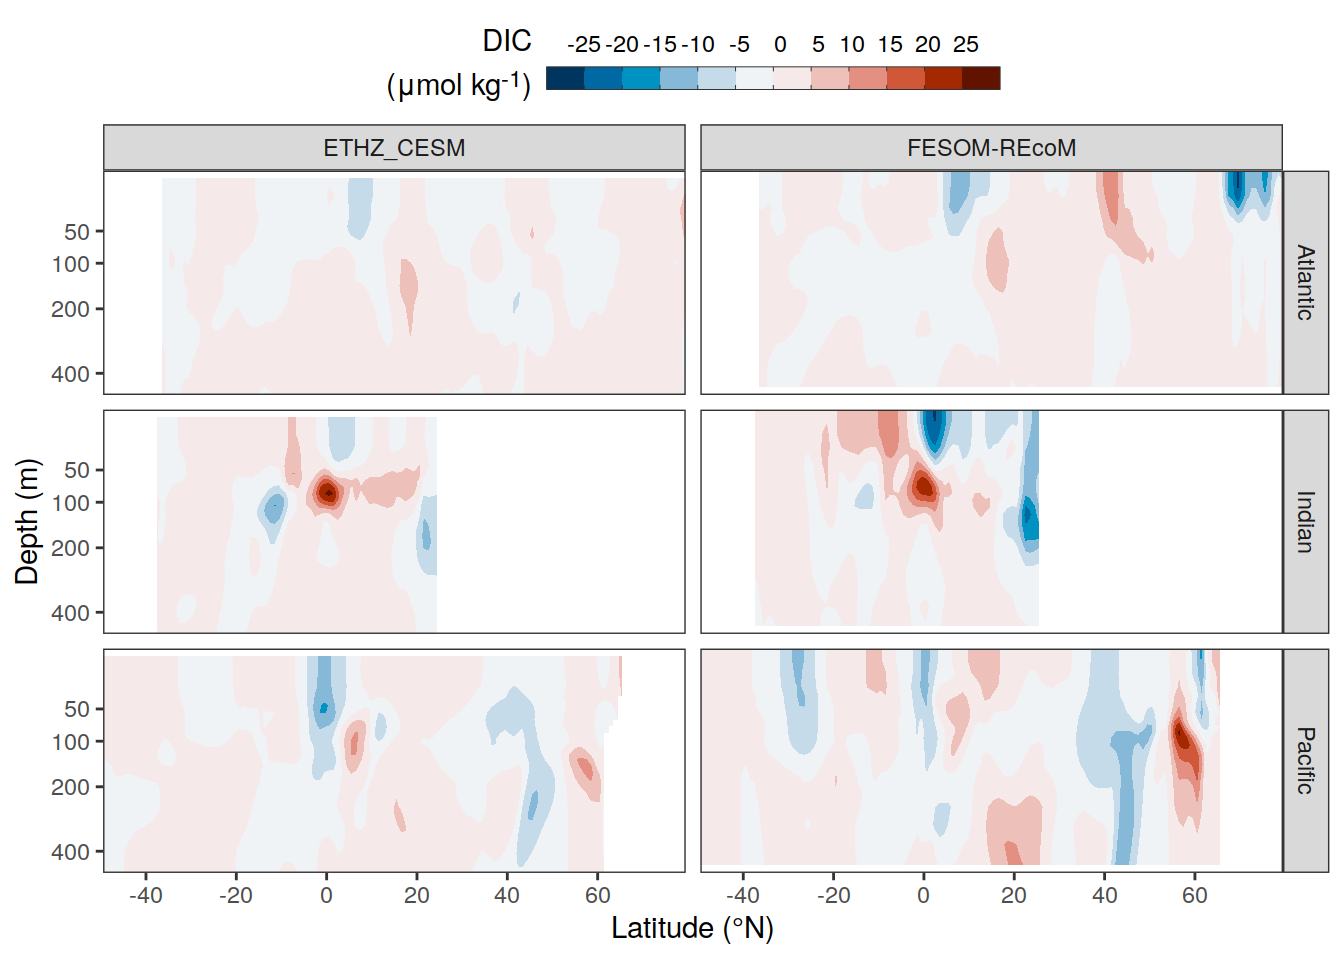 DIC
(µmol kg-1)
-25 -20 -15 -10 -5 0 5 10 15 20 25
ETHZ_CESM
FESOM-REcoM
Depth (m)
50
100
200
400
Atlantic
50
100
200
400
Indian
50
100
200
400
Pacific
-40 -20 0 20 40 60
-40 -20 0 20 40 60
Latitude (°N)